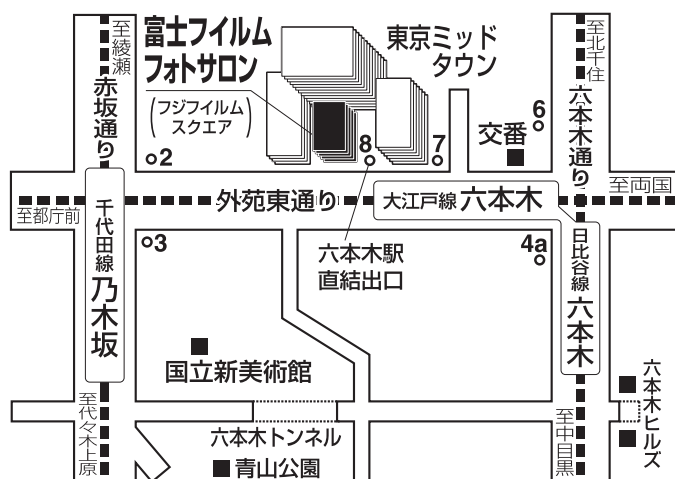 至綾瀬
赤坂通り
富士フイルム
フォトサロン
(フジフイルム
スクエア)
東京ミッド
タウン
至北千住
六本木通り
6
交番
2
8
7
至両国
至都庁前
外苑東通り
大江戸線 六本木
千代田線 乃木坂
3
六本木駅
直結出口
4a
日比谷線 六本木
国立新美術館
六本木ヒルズ
至代々木上原
六本木トンネル
至中目黒
青山公園